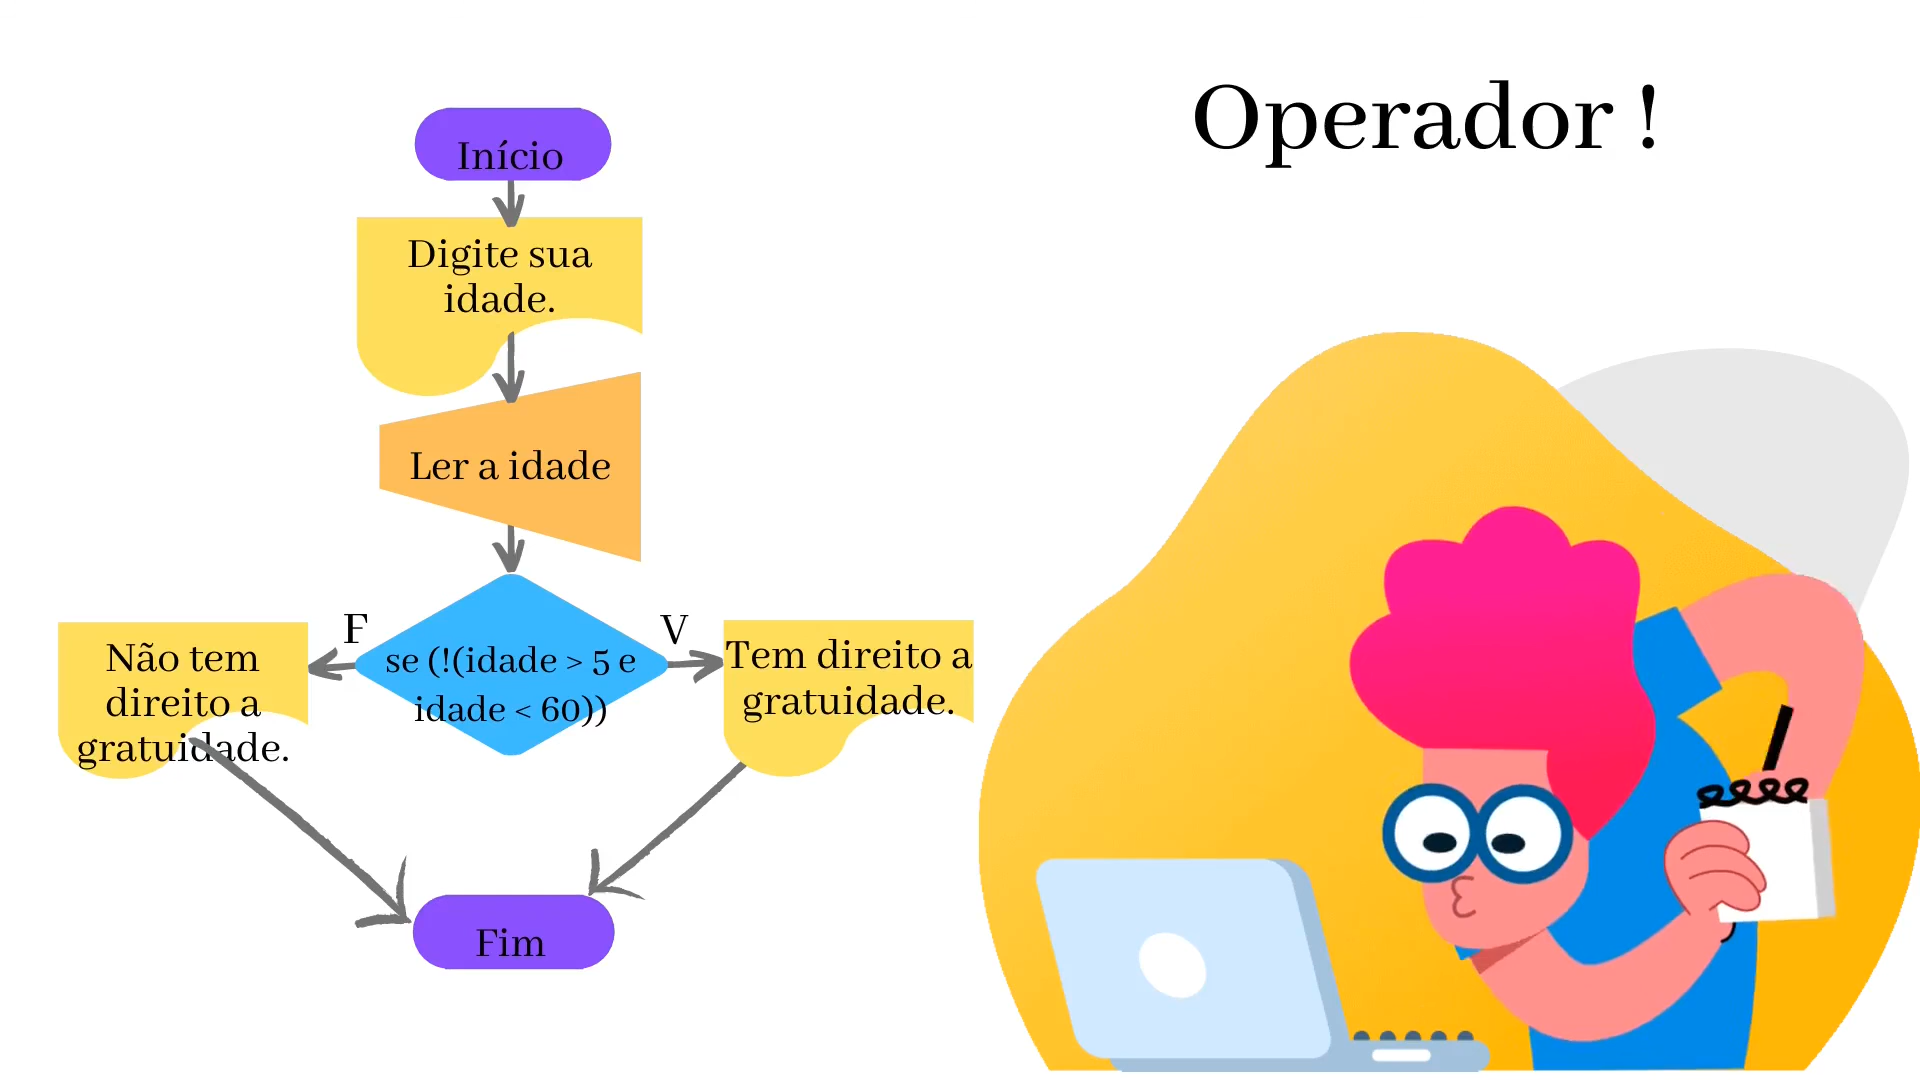 Operador !
Início
Digite sua
idade.
Ler a idade
F
V
se (!(idade > 5 e
idade < 60))
Não tem
direito a
gratuidade.
Tem direito a
gratuidade.
Fim